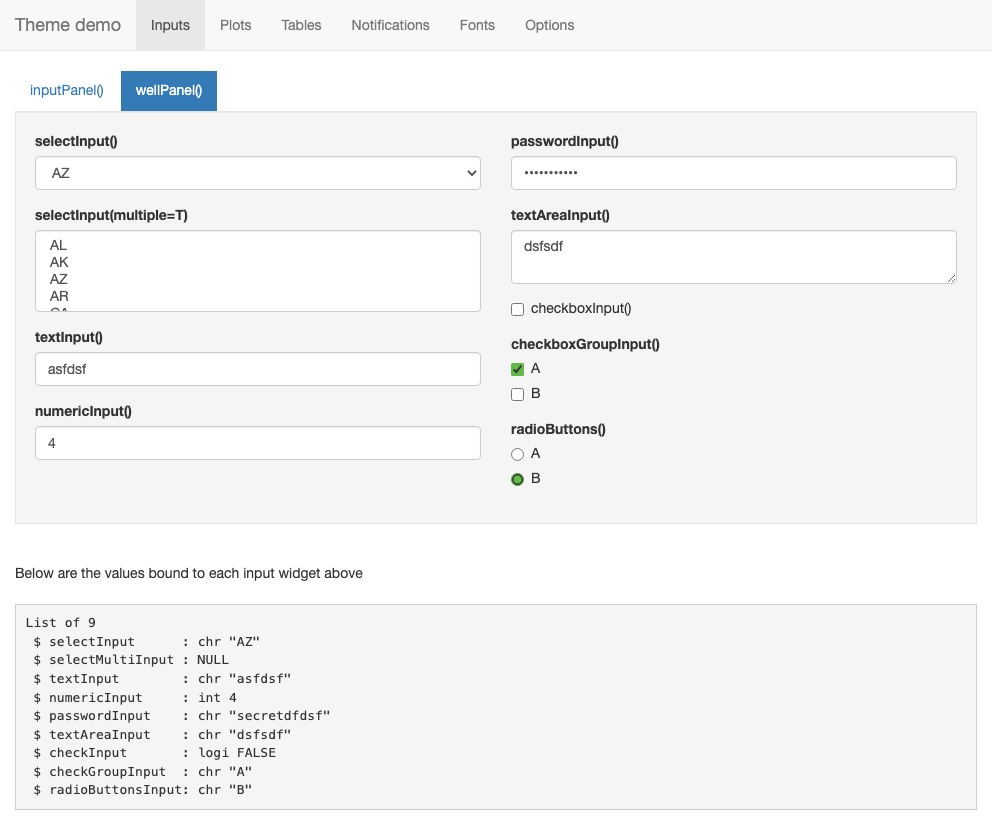 Theme demo Inputs Plots Tables Notifications Fonts Options
inputPanel() wellPanel()
selectInput()
AZ
selectInput(multiple=T)
AL
AK
AZ
AR
CA
textInput()
asfdsf
numericInput()
4
passwordInput()
•••••••••••
textAreaInput()
dsfsdf
checkboxInput()
checkboxGroupInput()
A
B
radioButtons()
A
B
Below are the values bound to each input widget above
List of 9
 $ selectInput      : chr "AZ"
 $ selectMultiInput : NULL
 $ textInput        : chr "asfdsf"
 $ numericInput     : int 4
 $ passwordInput    : chr "secretdfdsf"
 $ textAreaInput    : chr "dsfsdf"
 $ checkInput       : logi FALSE
 $ checkGroupInput  : chr "A"
 $ radioButtonsInput: chr "B"